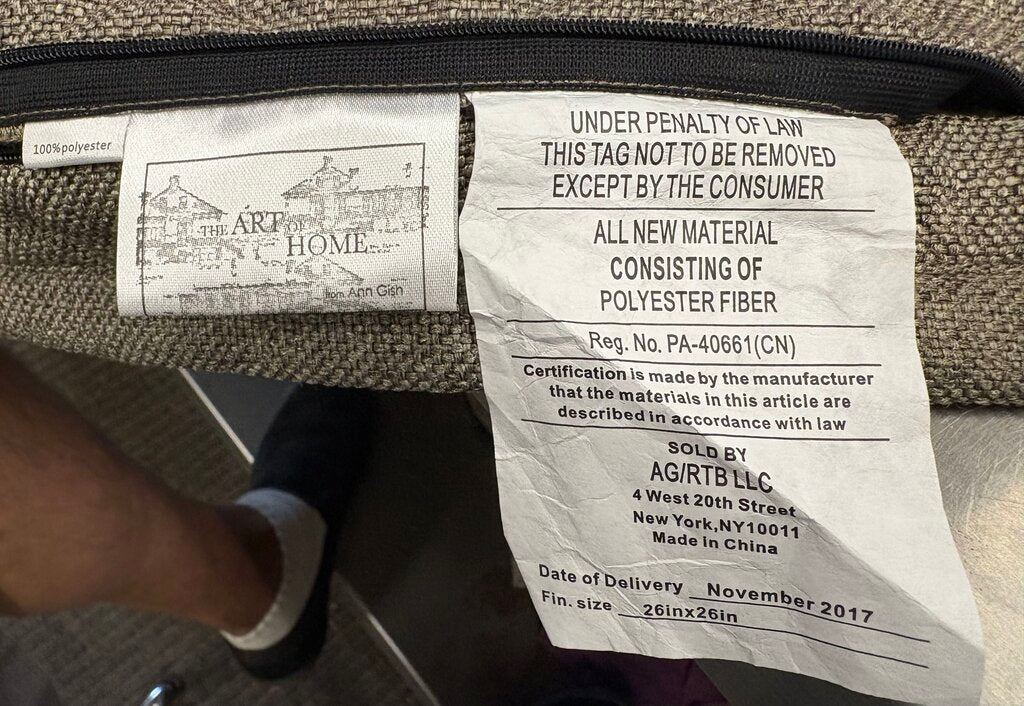 100%polyester
THE ART OF
HOME
from Ann Gish
UNDER PENALTY OF LAW
THIS TAG NOT TO BE REMOVED
EXCEPT BY THE CONSUMER
ALL NEW MATERIAL
CONSISTING OF
POLYESTER FIBER
Reg. No. PA-40661(CN)
Certification is made by the manufacturer
that the materials in this article are
described in accordance with law
SOLD BY
AG/RTB LLC
4 West 20th Street
New York,NY10011
Made in China
Date of Delivery November 2017
Fin. size 26inx26in